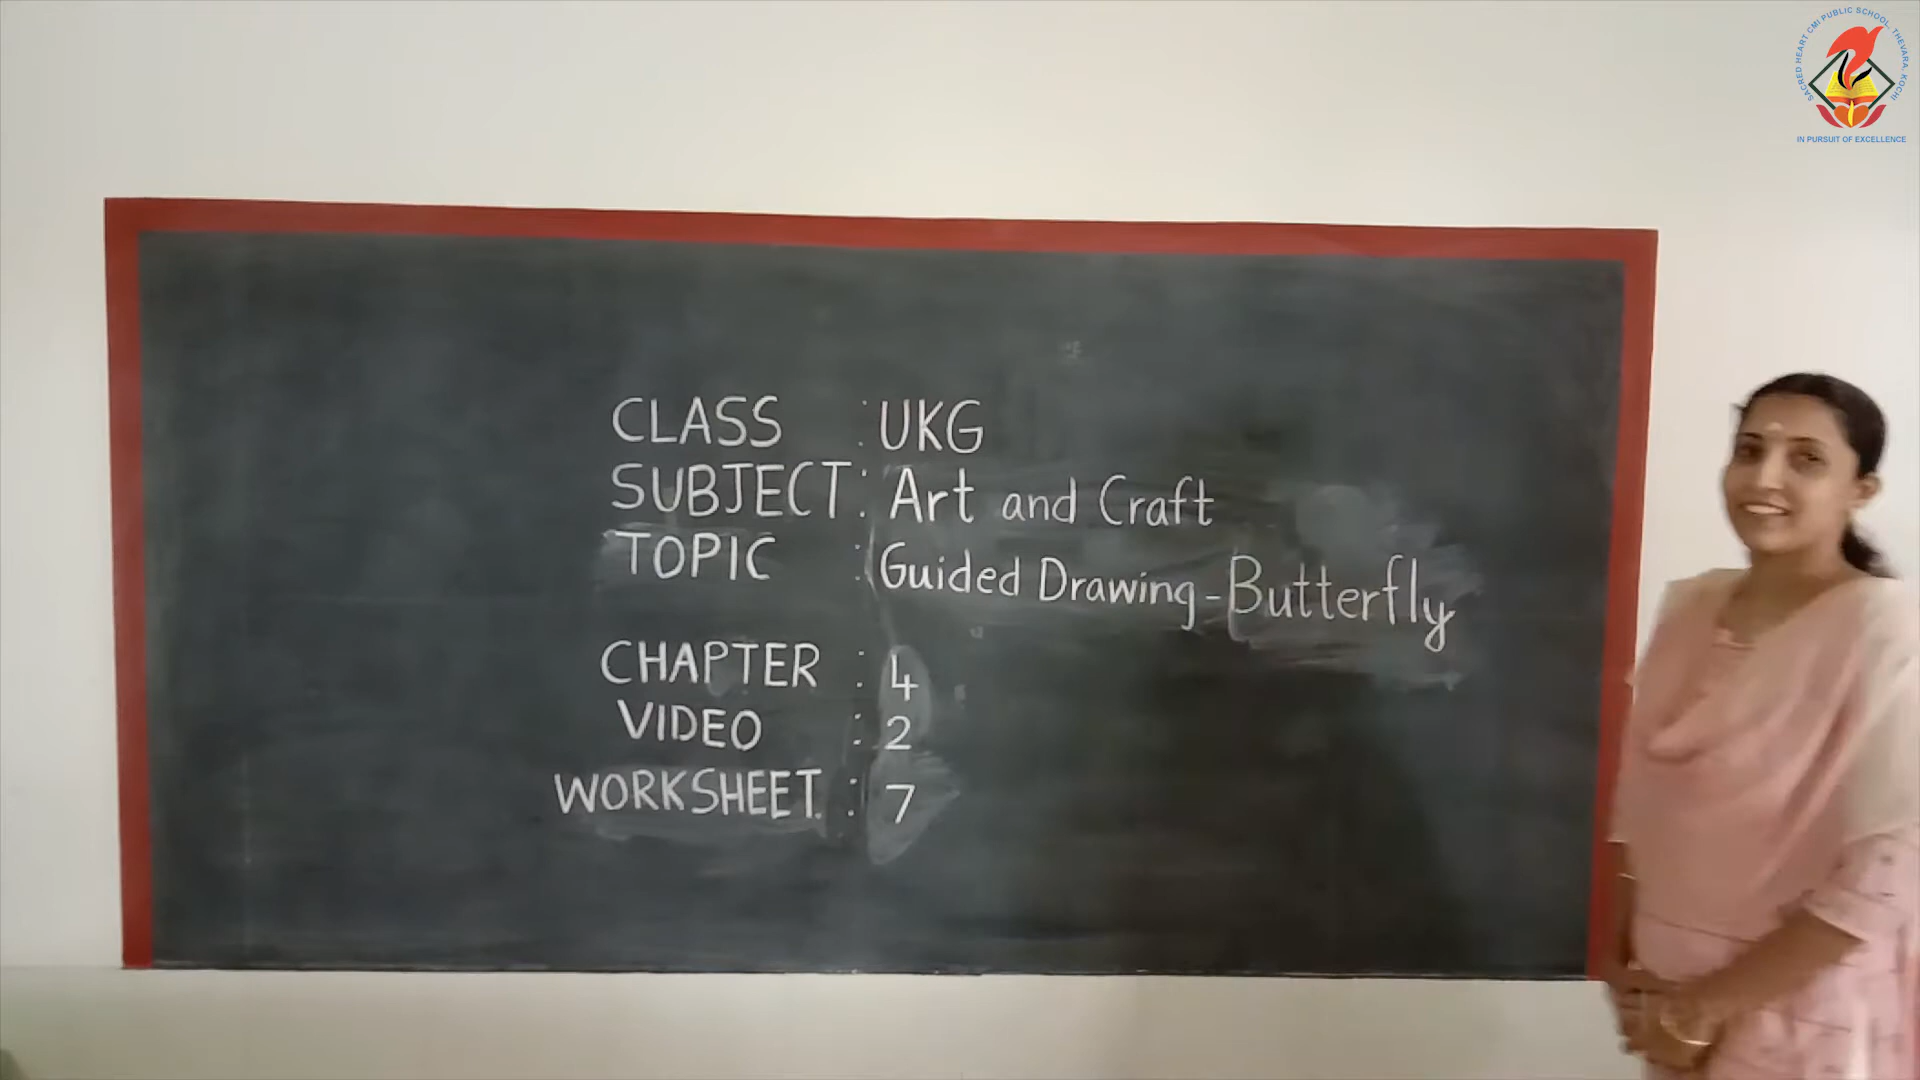 SACRED HEART CMI PUBLIC SCHOOL, THEVARA, KOCHI
IN PURSUIT OF EXCELLENCE
CLASS : UKG
SUBJECT : Art and Craft
TOPIC : Guided Drawing - Butterfly
CHAPTER : 4
VIDEO : 2
WORKSHEET : 7